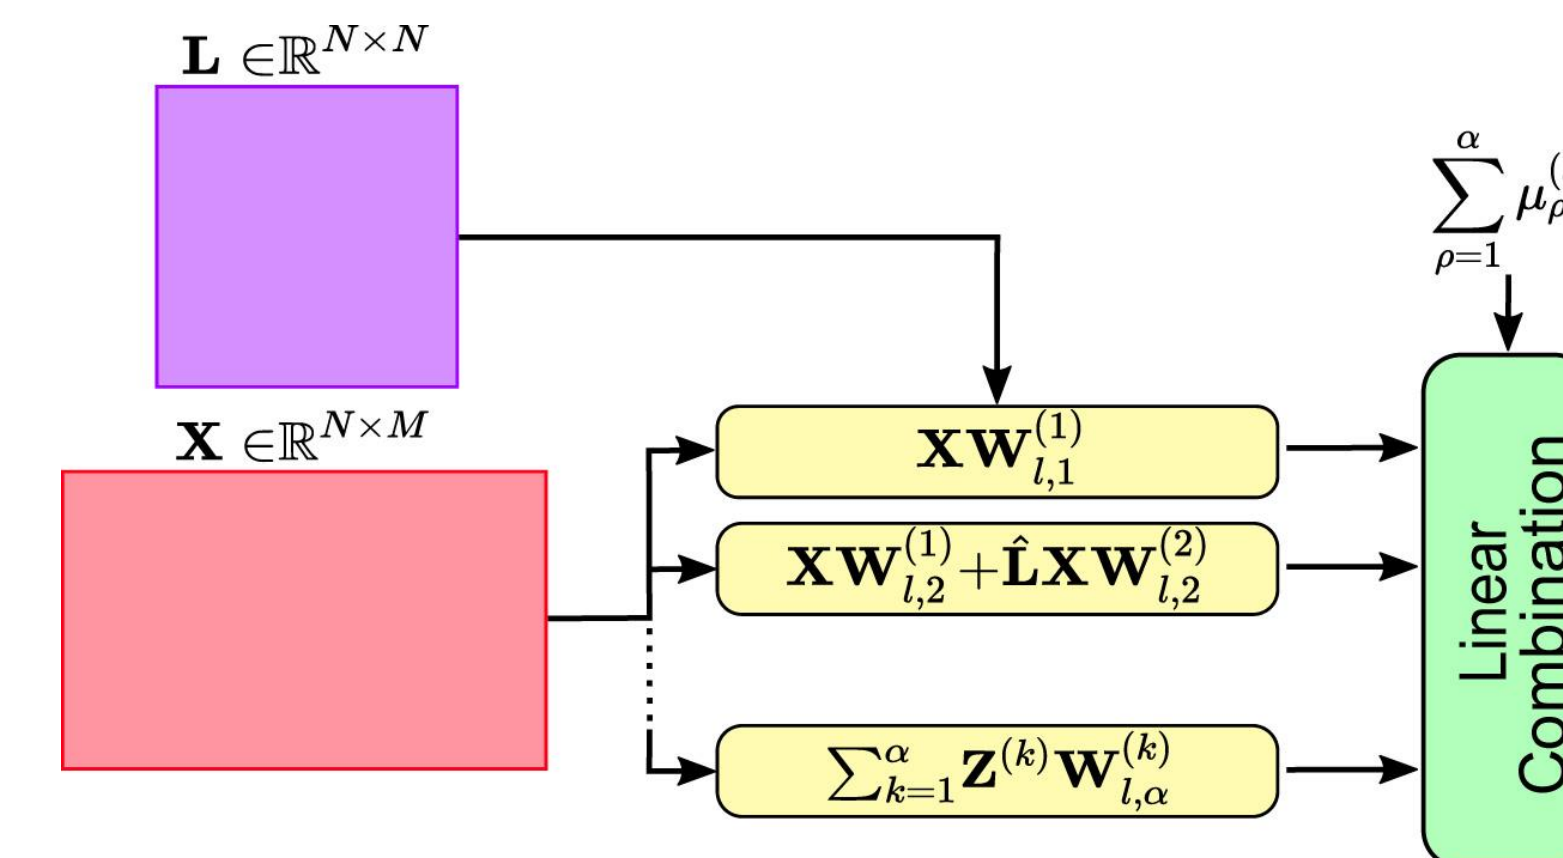 𝐋 ∈ℝ^{N×N}
𝐗 ∈ℝ^{N×M}
𝐗𝐖_{l,1}^{(1)}
𝐗𝐖_{l,2}^{(1)}+𝐋̂𝐗𝐖_{l,2}^{(2)}
∑_{k=1}^{α}𝐙^{(k)}𝐖_{l,α}^{(k)}
∑_{ρ=1}^{α} μ_ρ^(
Linear
Combination